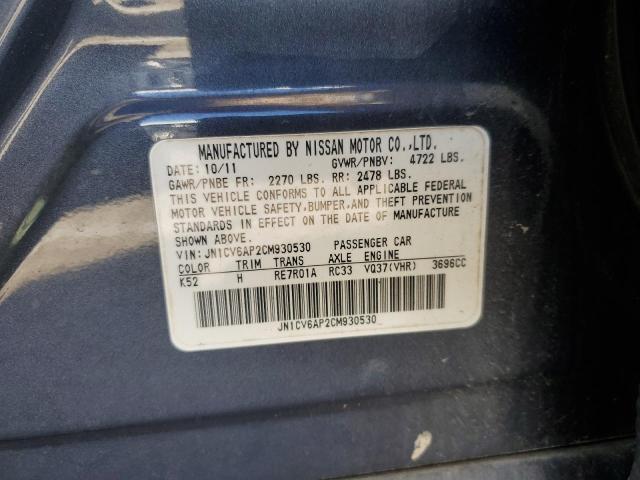 MANUFACTURED BY NISSAN MOTOR CO.,LTD.
DATE: 10/11 GVWR/PNBV: 4722 LBS.
GAWR/PNBE FR: 2270 LBS. RR: 2478 LBS.
THIS VEHICLE CONFORMS TO ALL APPLICABLE FEDERAL
MOTOR VEHICLE SAFETY,BUMPER,AND THEFT PREVENTION
STANDARDS IN EFFECT ON THE DATE OF MANUFACTURE
SHOWN ABOVE.
VIN: JN1CV6AP2CM930530 PASSENGER CAR
COLOR TRIM TRANS AXLE ENGINE
K52 H RE7R01A RC33 VQ37(VHR) 3696CC
JN1CV6AP2CM930530